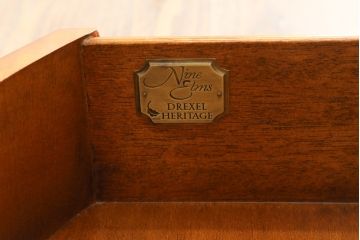 Nine
Elms
DREXEL
HERITAGE